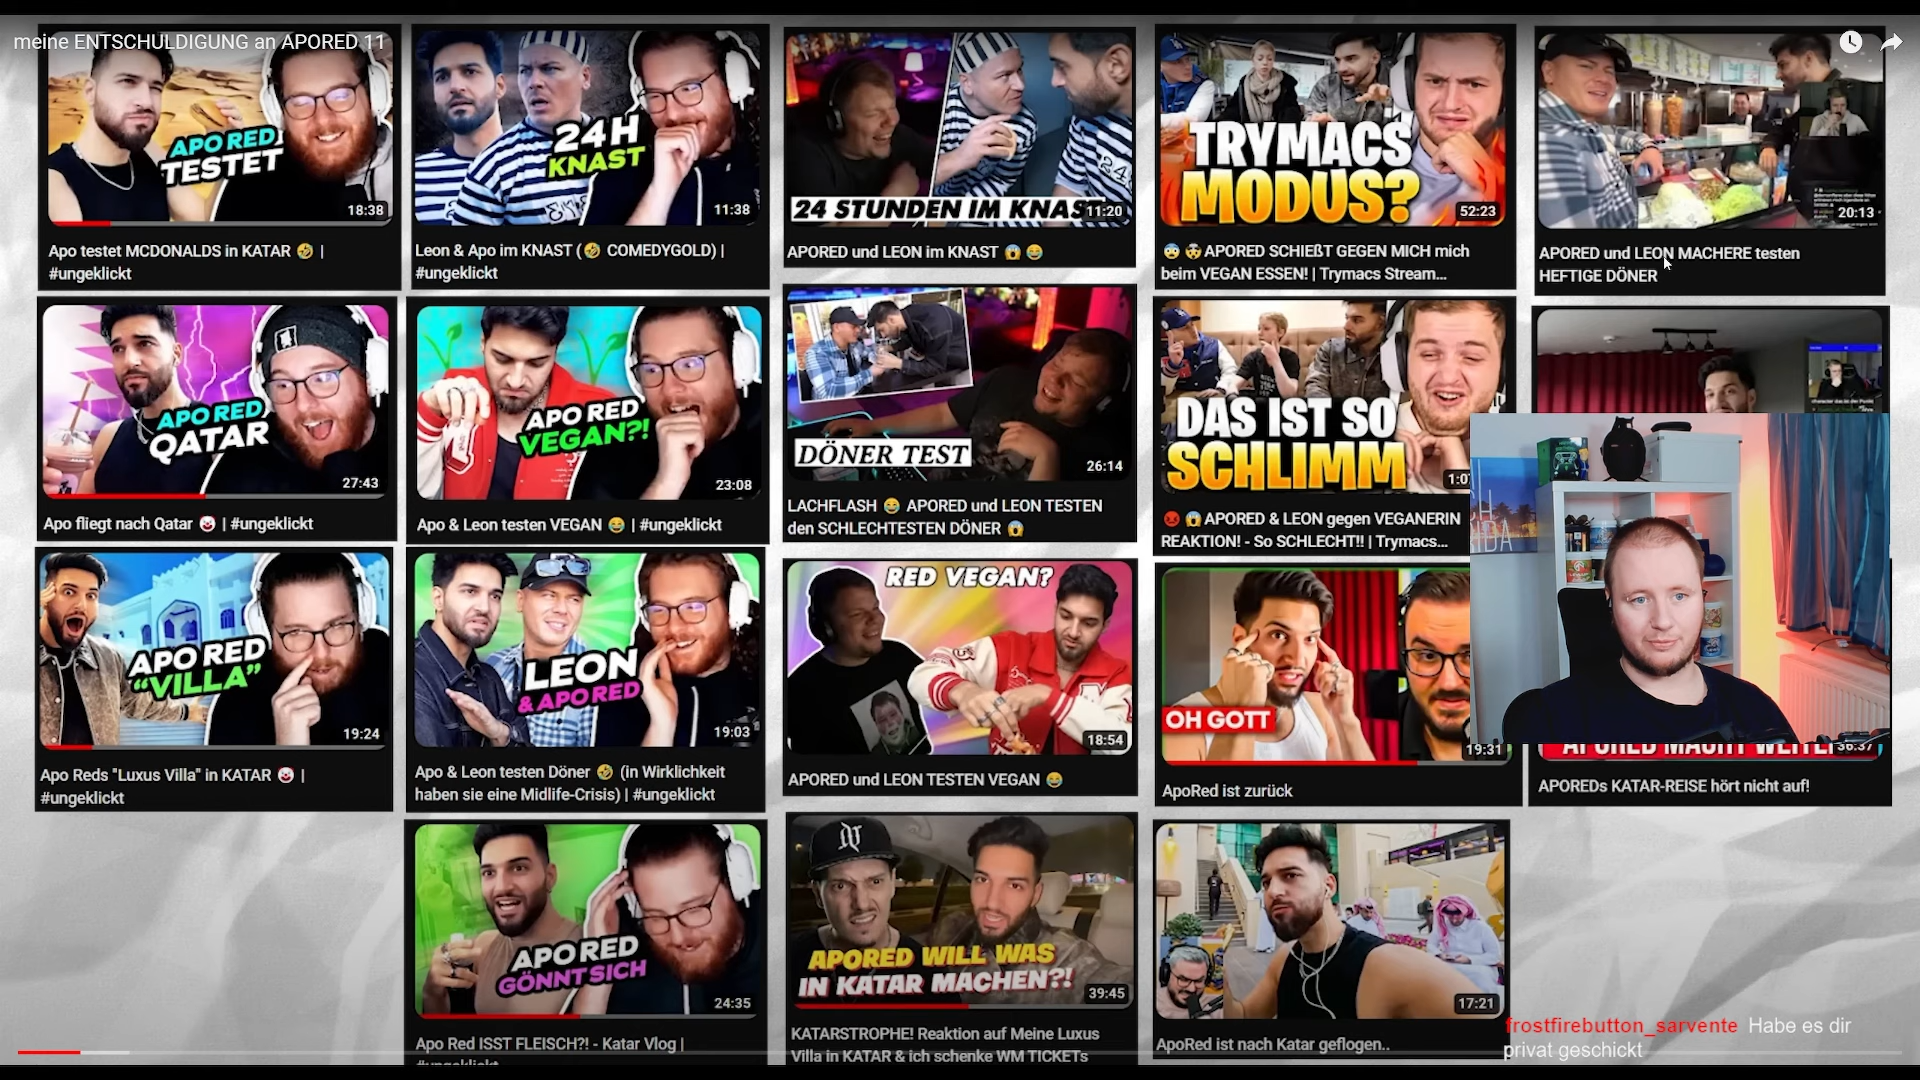 meine ENTSCHULDIGUNG an APORED 11
APO RED
TESTET
18:38
Apo testet MCDONALDS in KATAR 🤣 |
#ungeklickt
24H
KNAST
11:38
Leon & Apo im KNAST (🤣 COMEDYGOLD) |
#ungeklickt
24 STUNDEN IM KNAST
11:20
APORED und LEON im KNAST 😱 😂
TRYMACS
MODUS?
52:23
😨 😵 APORED SCHIEßT GEGEN MICH mich
beim VEGAN ESSEN! | Trymacs Stream...
20:13
APORED und LEON MACHERE testen
HEFTIGE DÖNER
APO RED
QATAR
27:43
Apo fliegt nach Qatar 🤡 | #ungeklickt
APO RED
VEGAN?!
23:08
Apo & Leon testen VEGAN 😂 | #ungeklickt
DÖNER TEST
26:14
LACHFLASH 😂 APORED und LEON TESTEN
den SCHLECHTESTEN DÖNER 😱
DAS IST SO
SCHLIMM
😡 😱 APORED & LEON gegen VEGANERIN
REAKTION! - So SCHLECHT!! | Trymacs...
APO RED
“VILLA”
19:24
Apo Reds "Luxus Villa" in KATAR 🤡 |
#ungeklickt
LEON
& APO RED
19:03
Apo & Leon testen Döner 🤣 (in Wirklichkeit
haben sie eine Midlife-Crisis) | #ungeklickt
RED VEGAN?
18:54
APORED und LEON TESTEN VEGAN 😂
OH GOTT
19:31
ApoRed ist zurück
APORED MACHT WEITER
36:37
APOREDs KATAR-REISE hört nicht auf!
APO RED
GÖNNT SICH
24:35
Apo Red ISST FLEISCH?! - Katar Vlog |
#ungeklickt
APORED WILL WAS
IN KATAR MACHEN?!
39:45
KATARSTROPHE! Reaktion auf Meine Luxus
Villa in KATAR & ich schenke WM TICKETs
17:21
ApoRed ist nach Katar geflogen..
frostfirebutton_sarvente Habe es dir
privat geschickt